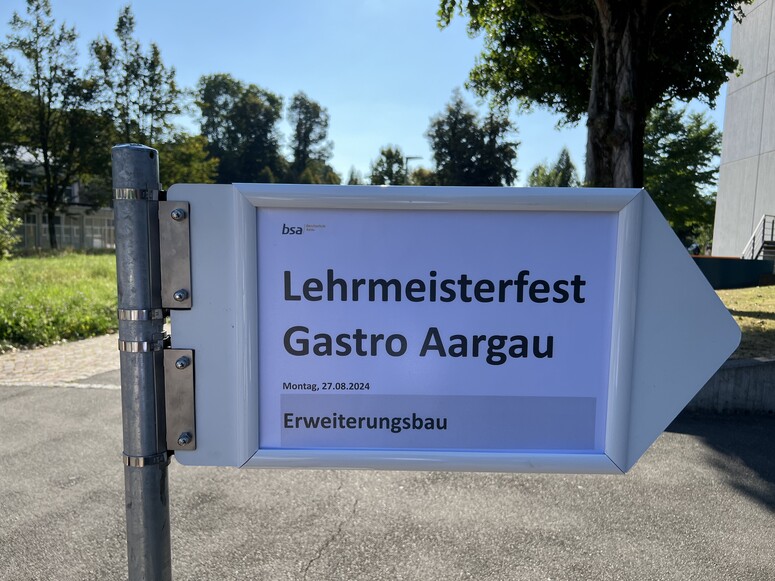 bsa
Lehrmeisterfest
Gastro Aargau
Montag, 27.08.2024
Erweiterungsbau